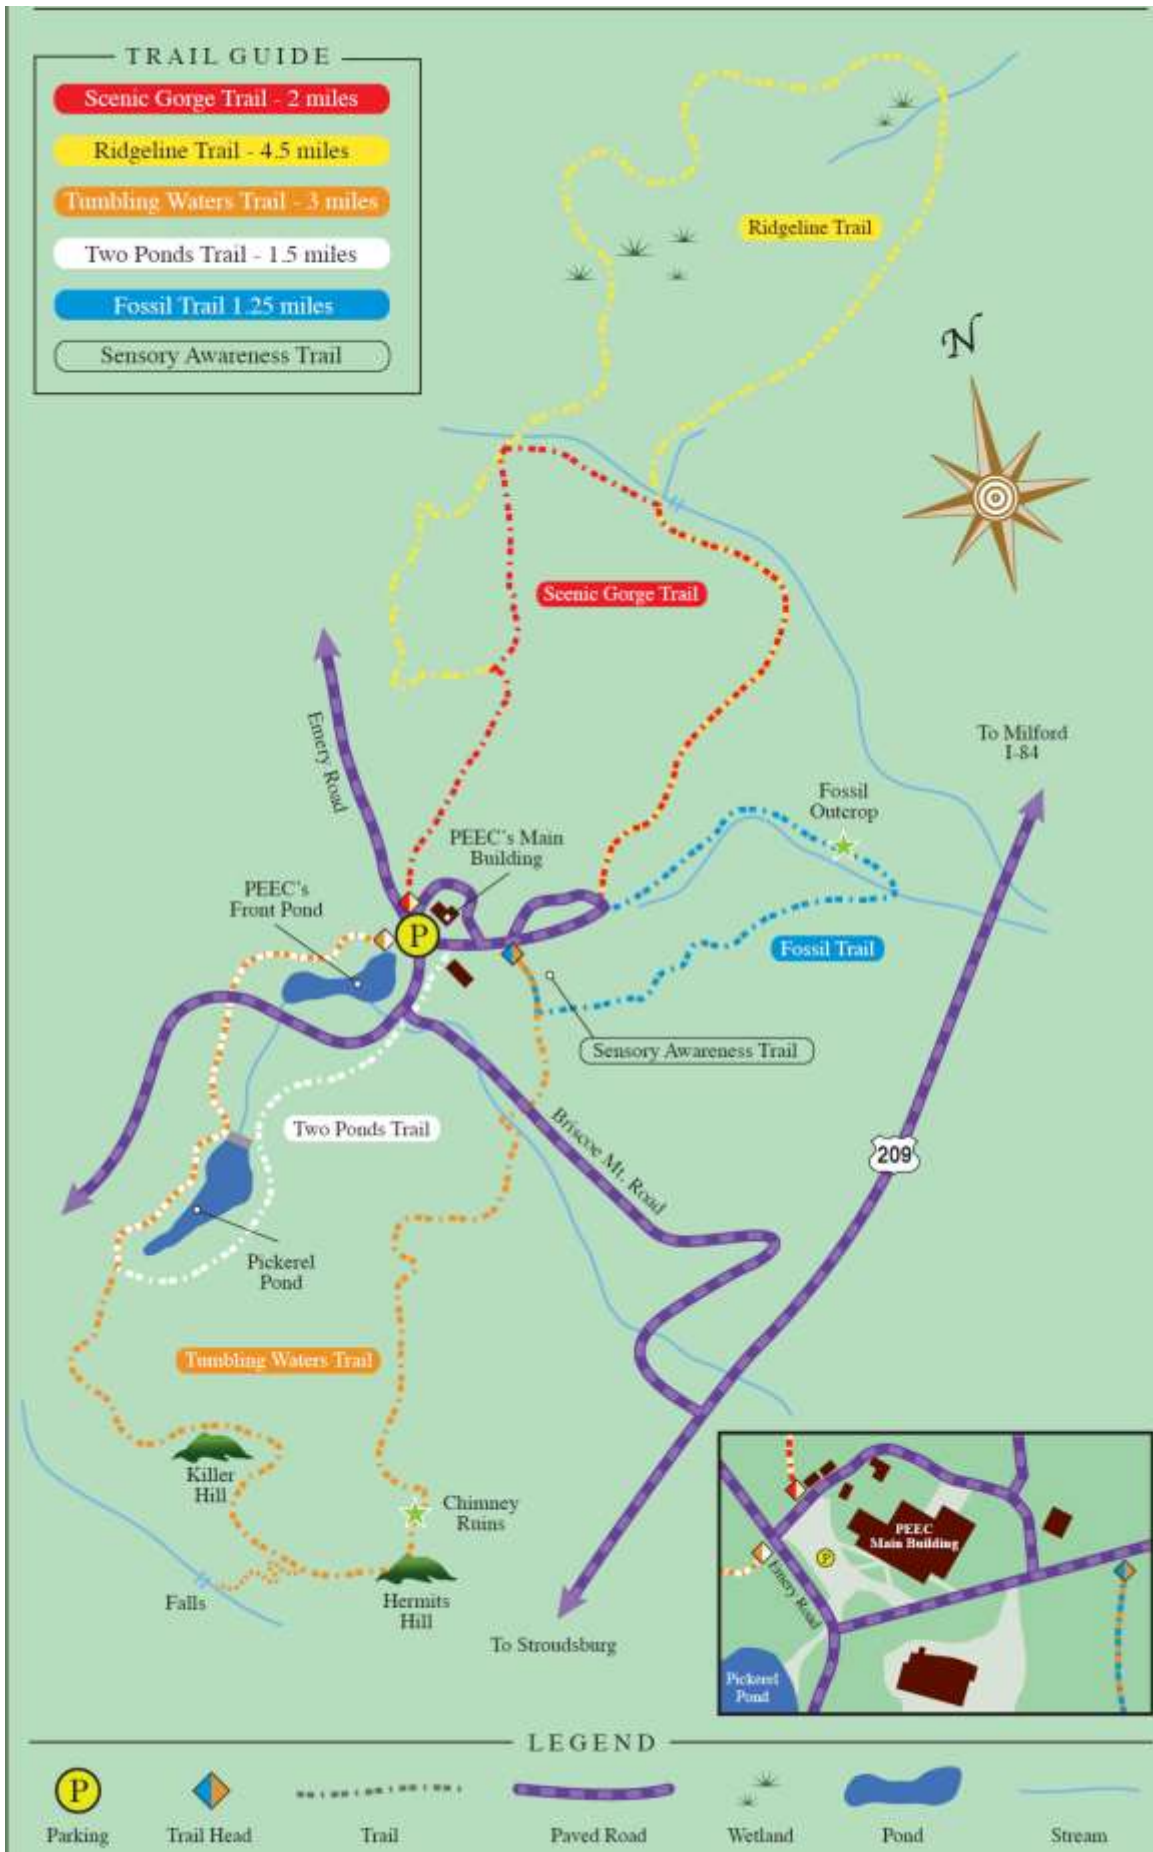 TRAIL GUIDE
Scenic Gorge Trail - 2 miles
Ridgeline Trail - 4.5 miles
Tumbling Waters Trail - 3 miles
Two Ponds Trail - 1.5 miles
Fossil Trail 1.25 miles
Sensory Awareness Trail
Ridgeline Trail
N
Scenic Gorge Trail
Emery Road
To Milford
I-84
Fossil
Outcrop
PEEC's Main
Building
PEEC's
Front Pond
P
Fossil Trail
Sensory Awareness Trail
Two Ponds Trail
Briscoe Mt. Road
209
Pickerel
Pond
Tumbling Waters Trail
Killer
Hill
Chimney
Ruins
Falls
Hermits
Hill
To Stroudsburg
PEEC
Main Building
P
Emery Road
Pickerel
Pond
LEGEND
P
Parking
Trail Head
Trail
Paved Road
Wetland
Pond
Stream